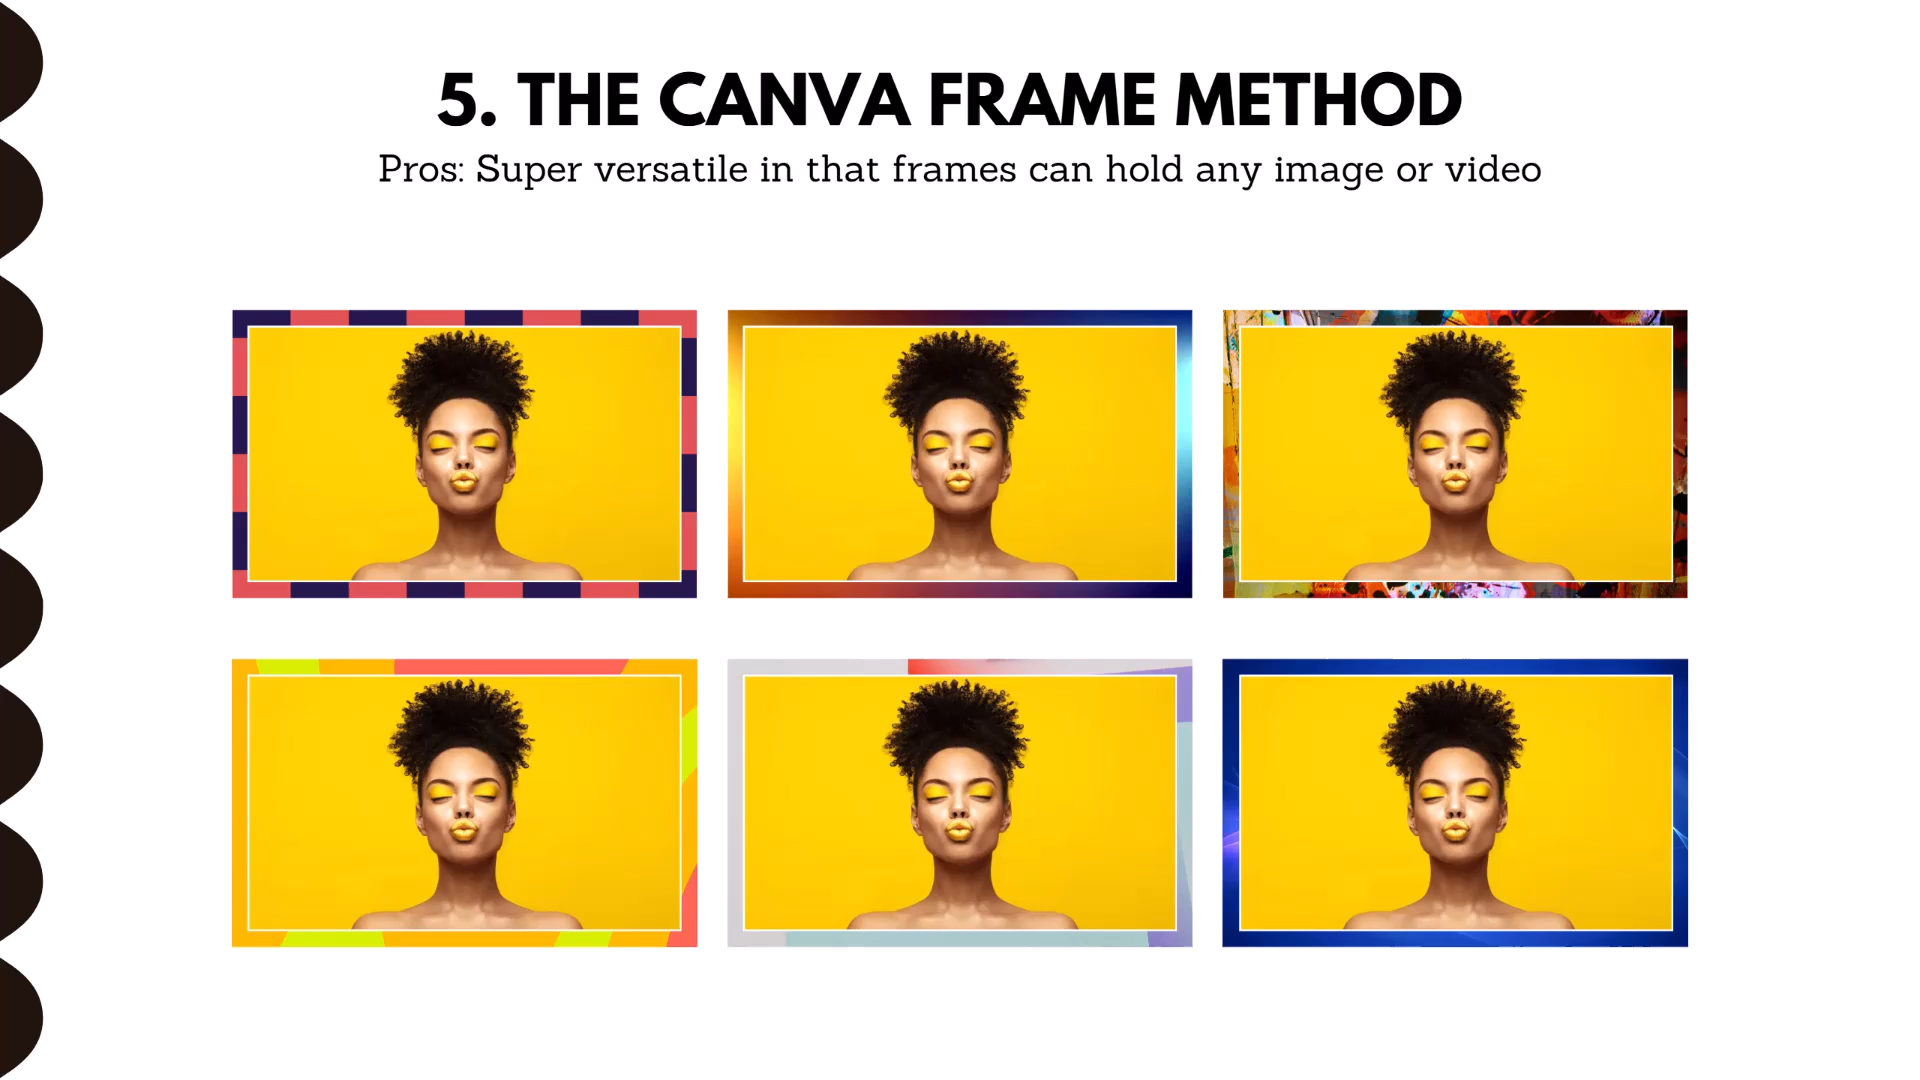 5. THE CANVA FRAME METHOD
Pros: Super versatile in that frames can hold any image or video